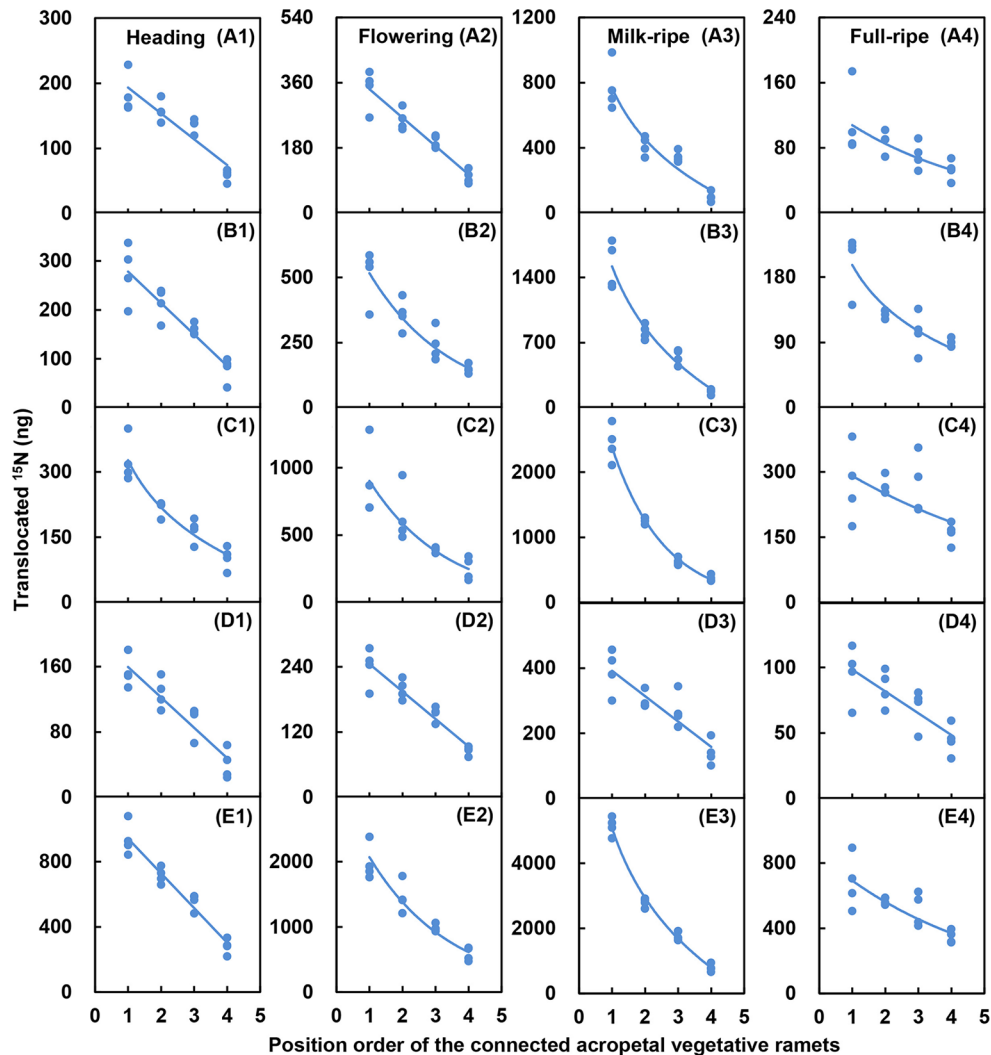 Translocated ¹⁵N (ng)
Heading (A1)
300
200
100
0
Flowering (A2)
540
360
180
0
Milk-ripe (A3)
1200
800
400
0
Full-ripe (A4)
240
160
80
0
(B1)
300
200
100
0
(B2)
500
250
0
(B3)
1400
700
0
(B4)
180
90
0
(C1)
300
150
0
(C2)
1000
500
0
(C3)
2000
1000
0
(C4)
300
150
0
(D1)
160
80
0
(D2)
240
120
0
(D3)
400
200
0
(D4)
100
50
0
(E1)
800
400
0
(E2)
2000
1000
0
(E3)
4000
2000
0
(E4)
800
400
0
0 1 2 3 4 5
0 1 2 3 4 5
0 1 2 3 4 5
0 1 2 3 4 5
Position order of the connected acropetal vegetative ramets